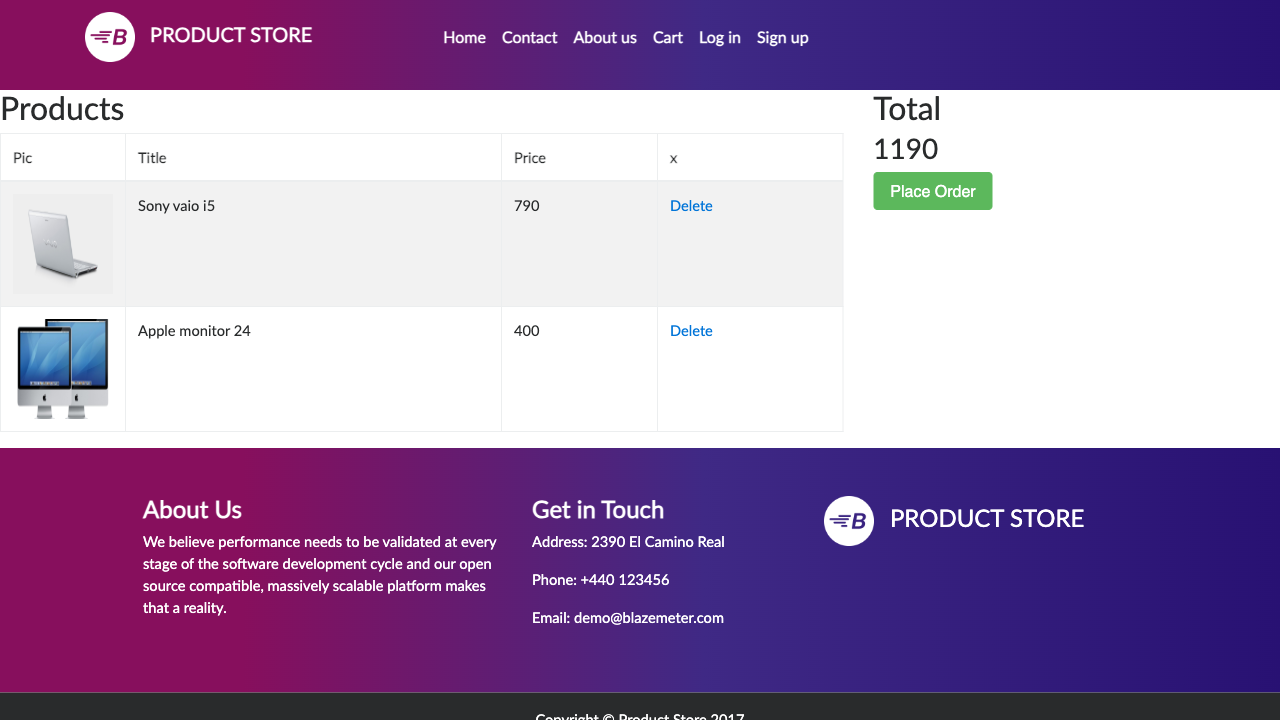 B PRODUCT STORE
Home Contact About us Cart Log in Sign up
Products
Total
1190
Place Order
Pic Title Price x
Sony vaio i5 790 Delete
Apple monitor 24 400 Delete
About Us
We believe performance needs to be validated at every
stage of the software development cycle and our open
source compatible, massively scalable platform makes
that a reality.
Get in Touch
Address: 2390 El Camino Real
Phone: +440 123456
Email: demo@blazemeter.com
B PRODUCT STORE
Copyright © Product Store 2017